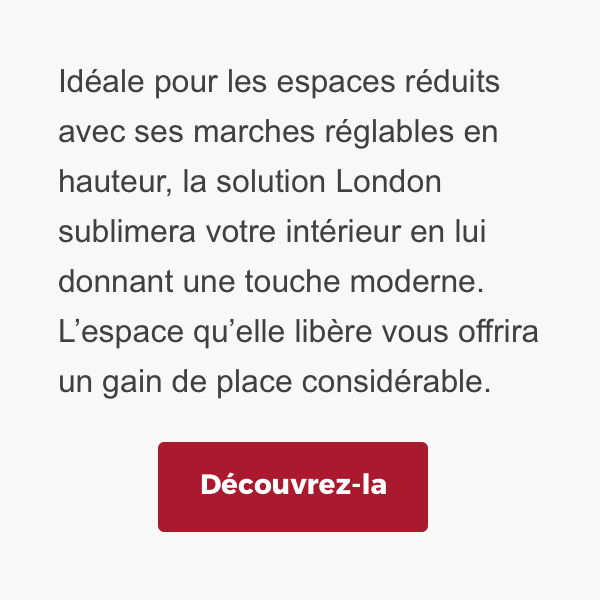 Idéale pour les espaces réduits
avec ses marches réglables en
hauteur, la solution London
sublimera votre intérieur en lui
donnant une touche moderne.
L’espace qu’elle libère vous offrira
un gain de place considérable.
Découvrez-la